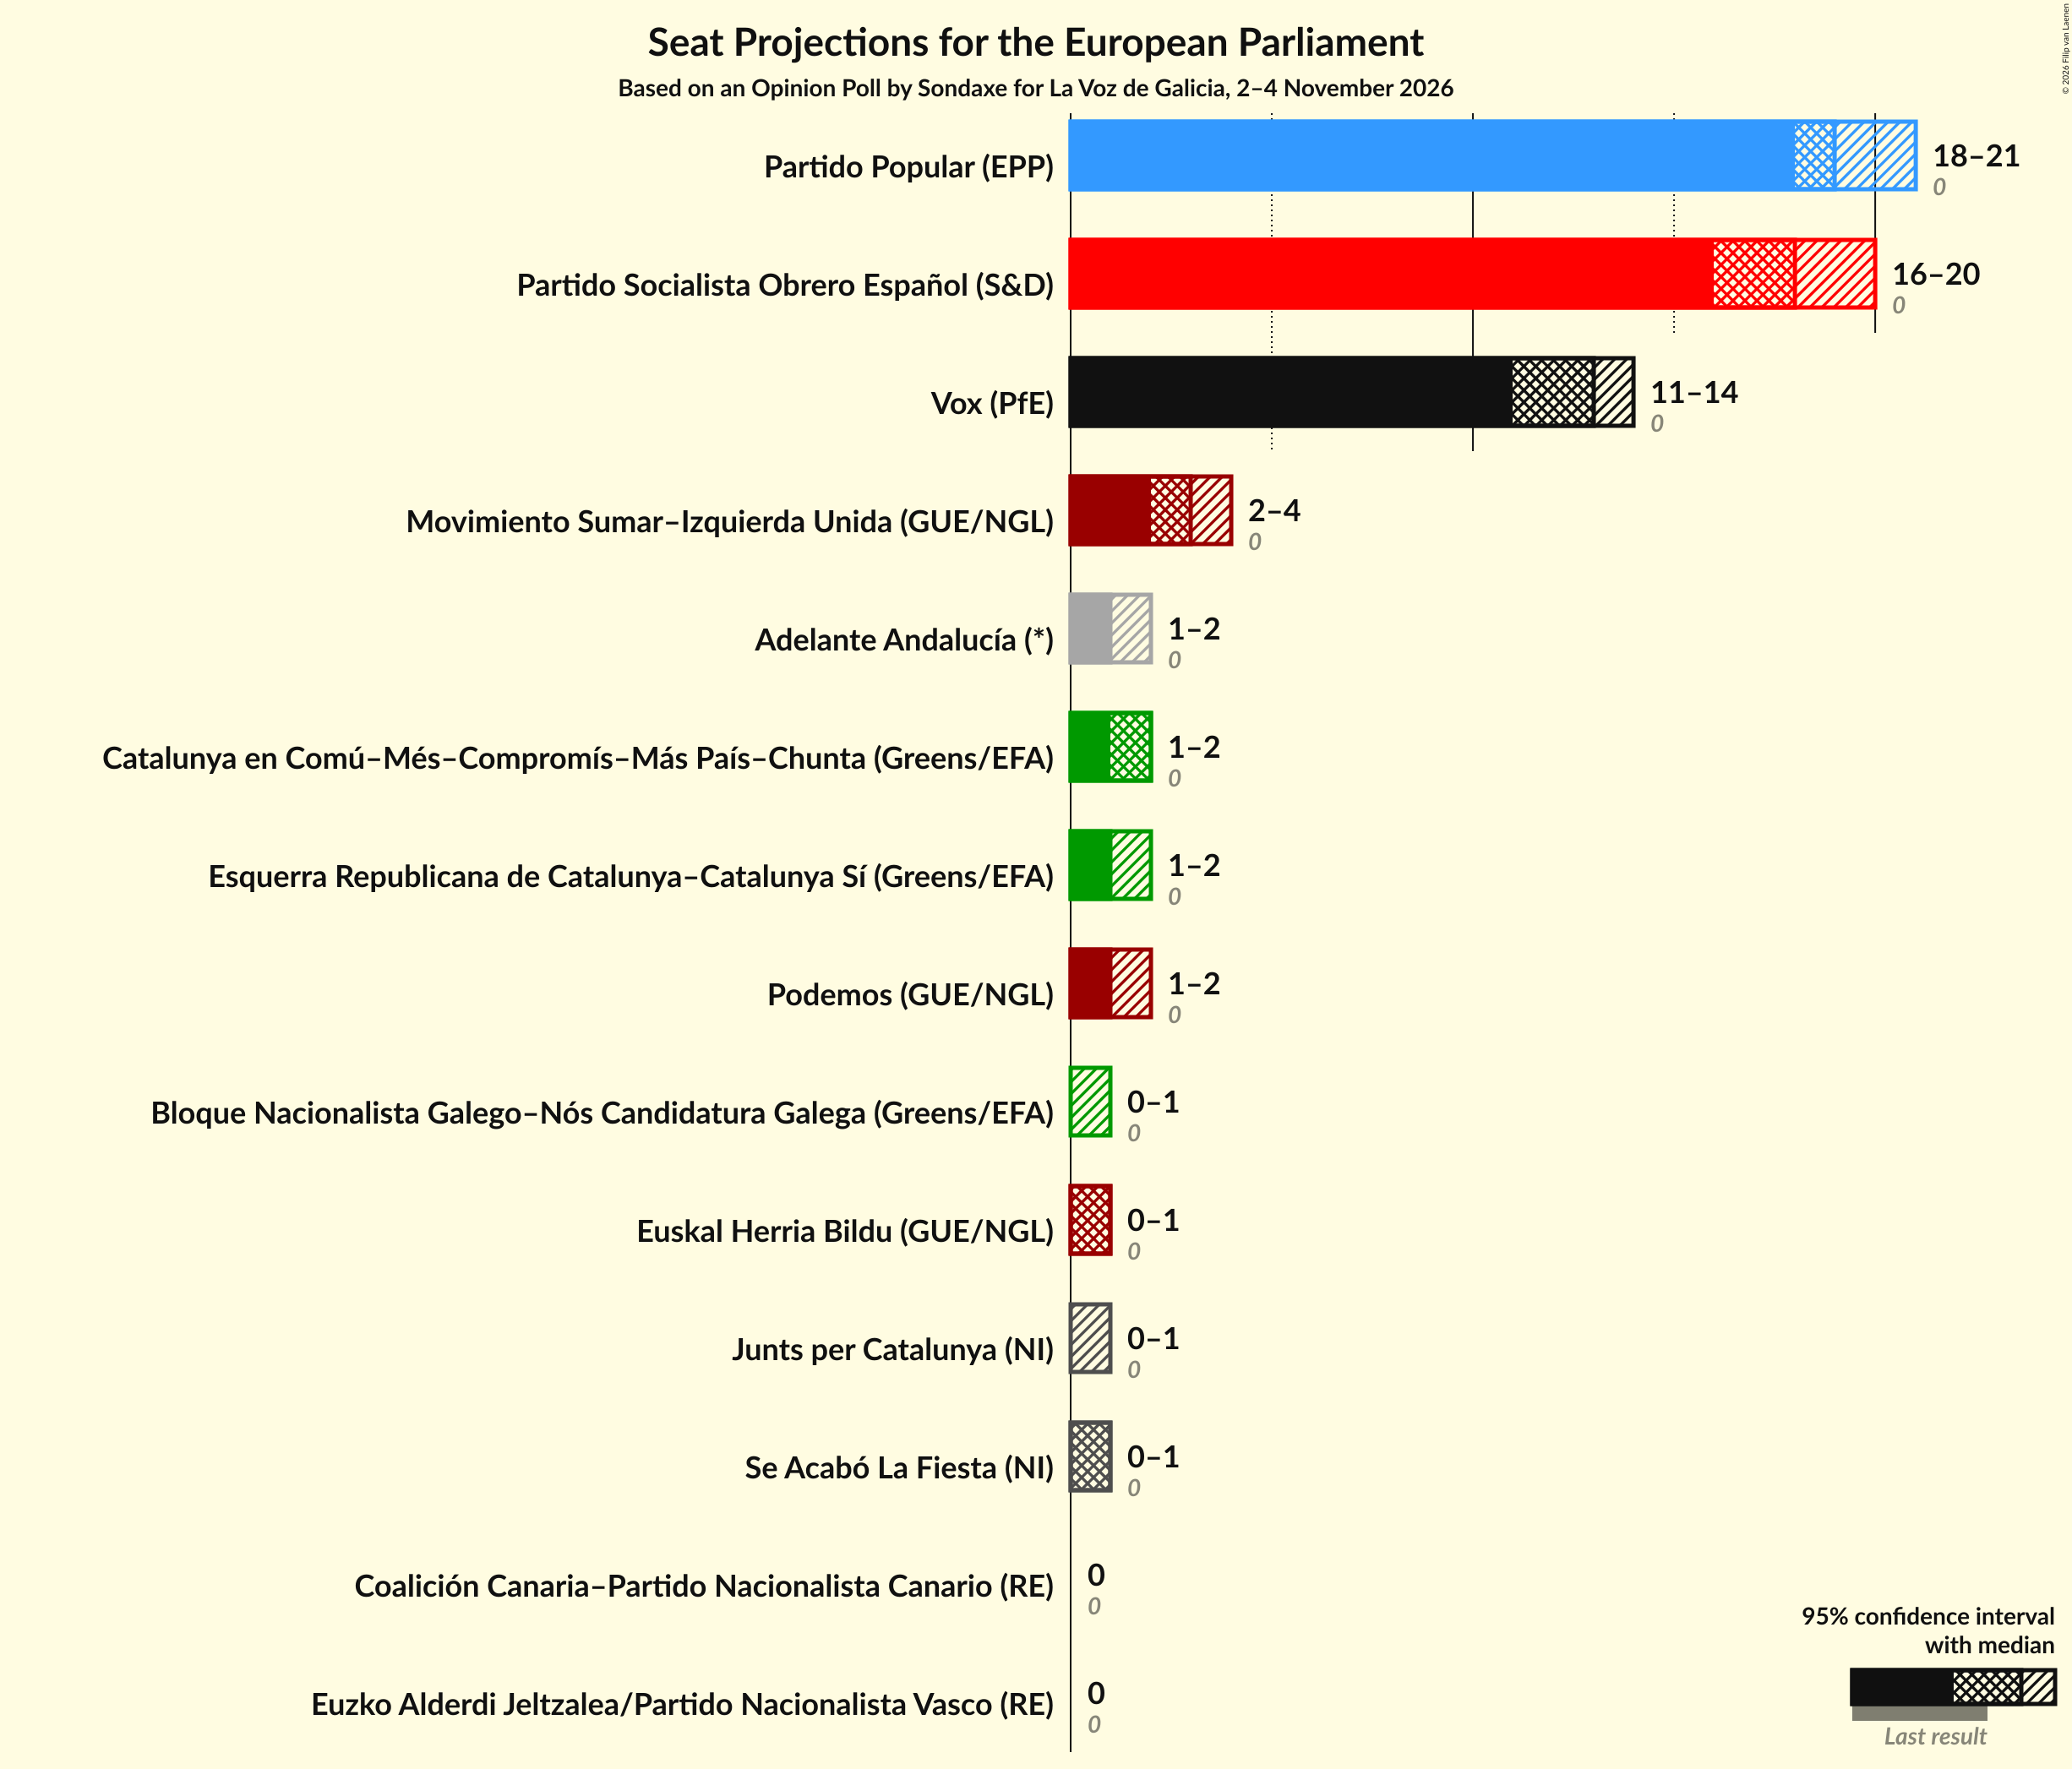 Seat Projections for the European Parliament
Based on an Opinion Poll by Sondaxe for La Voz de Galicia, 2–4 November 2026
© 2026 Filip van Laenen
Partido Popular (EPP)
18–21
0
Partido Socialista Obrero Español (S&D)
16–20
0
Vox (PfE)
11–14
0
Movimiento Sumar–Izquierda Unida (GUE/NGL)
2–4
0
Adelante Andalucía (*)
1–2
0
Catalunya en Comú–Més–Compromís–Más País–Chunta (Greens/EFA)
1–2
0
Esquerra Republicana de Catalunya–Catalunya Sí (Greens/EFA)
1–2
0
Podemos (GUE/NGL)
1–2
0
Bloque Nacionalista Galego–Nós Candidatura Galega (Greens/EFA)
0–1
0
Euskal Herria Bildu (GUE/NGL)
0–1
0
Junts per Catalunya (NI)
0–1
0
Se Acabó La Fiesta (NI)
0–1
0
Coalición Canaria–Partido Nacionalista Canario (RE)
0
0
Euzko Alderdi Jeltzalea/Partido Nacionalista Vasco (RE)
0
0
95% confidence interval
with median
Last result